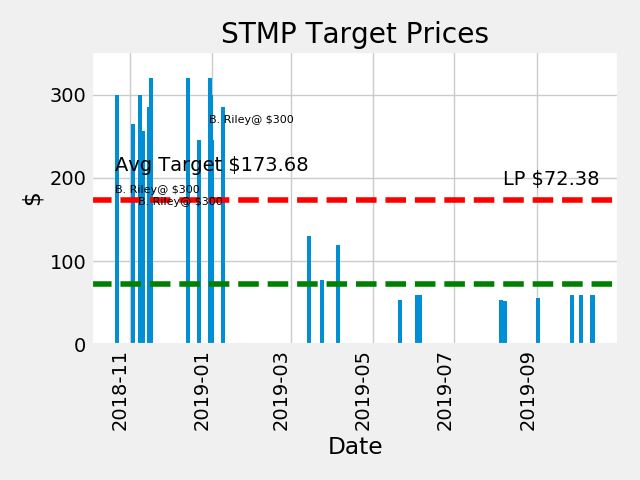 STMP Target Prices
$
300
200
100
0
B. Riley@ $300
Avg Target $173.68
LP $72.38
B. Riley@ $300
B. Riley@ $300
2018-11
2019-01
2019-03
2019-05
2019-07
2019-09
Date